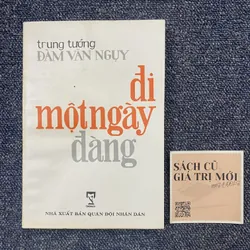 trung tướng
ĐÀM VĂN NGỤY
đi
một ngày
đàng
NHÀ XUẤT BẢN QUÂN ĐỘI NHÂN DÂN
SÁCH CŨ
GIÁ TRỊ MỚI